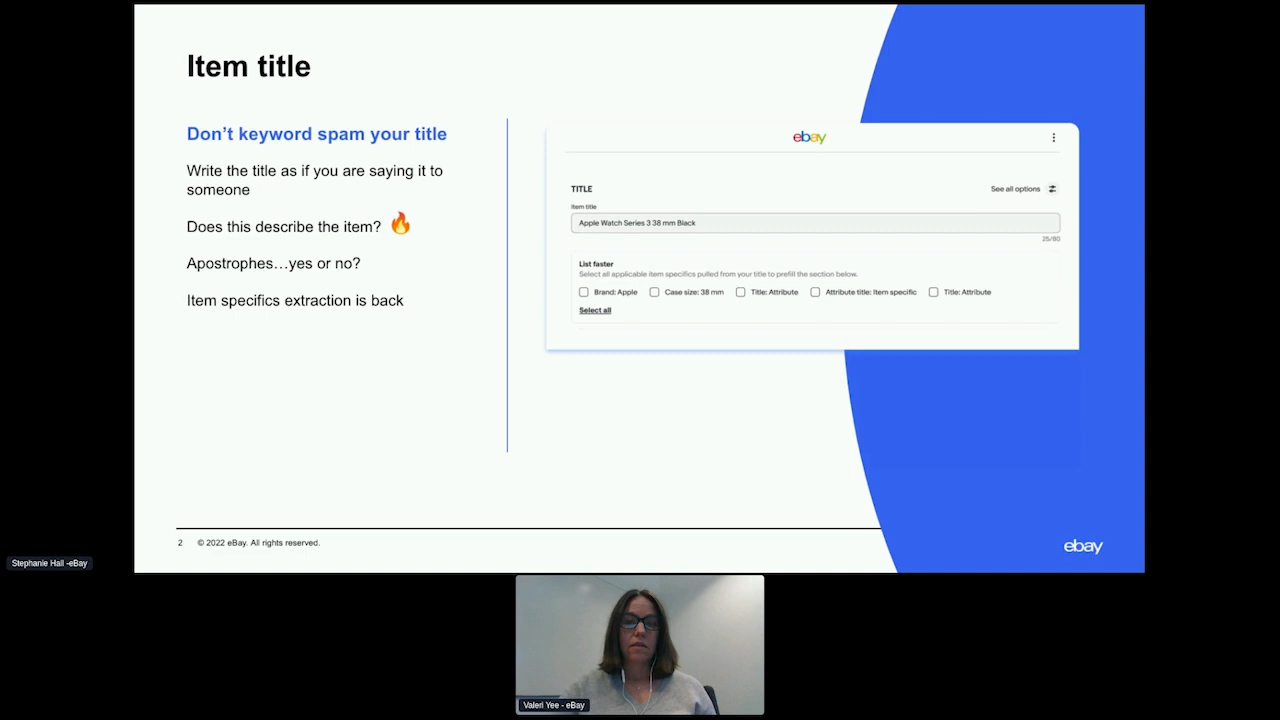 Item title
Don’t keyword spam your title
Write the title as if you are saying it to
someone
Does this describe the item?
Apostrophes…yes or no?
Item specifics extraction is back
ebay
TITLE
See all options
Item title
Apple Watch Series 3 38 mm Black
25/80
List faster
Select all applicable item specifics pulled from your title to prefill the section below.
Brand: Apple Case size: 38 mm Title: Attribute Attribute title: Item specific Title: Attribute
Select all
2 © 2022 eBay. All rights reserved.
ebay
Stephanie Hall -eBay
Valeri Yee - eBay